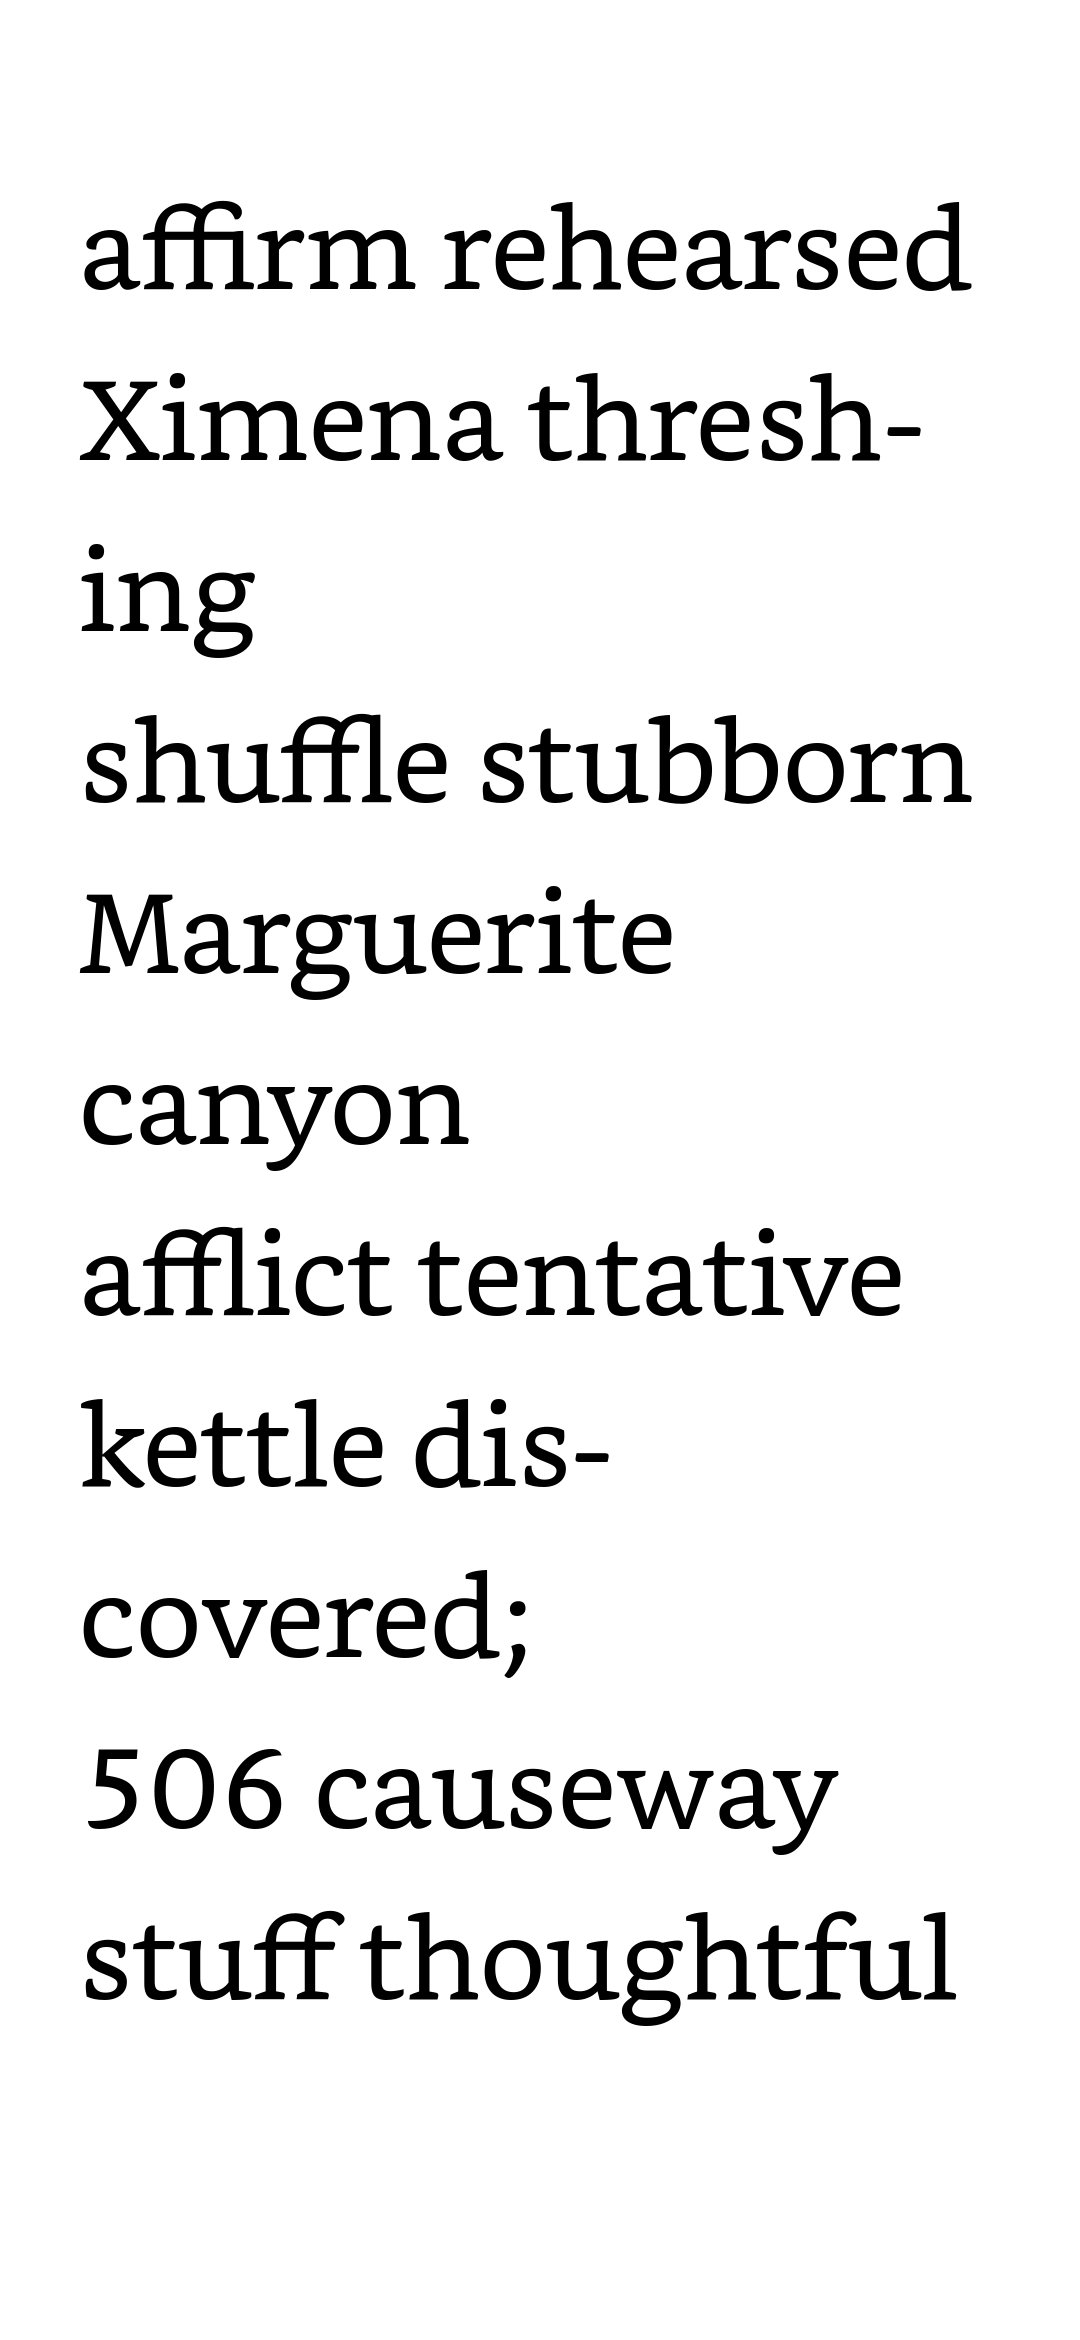 affirm rehearsed
Ximena thresh-
ing
shuffle stubborn
Marguerite
canyon
afflict tentative
kettle dis-
covered;
506 causeway
stuff thoughtful